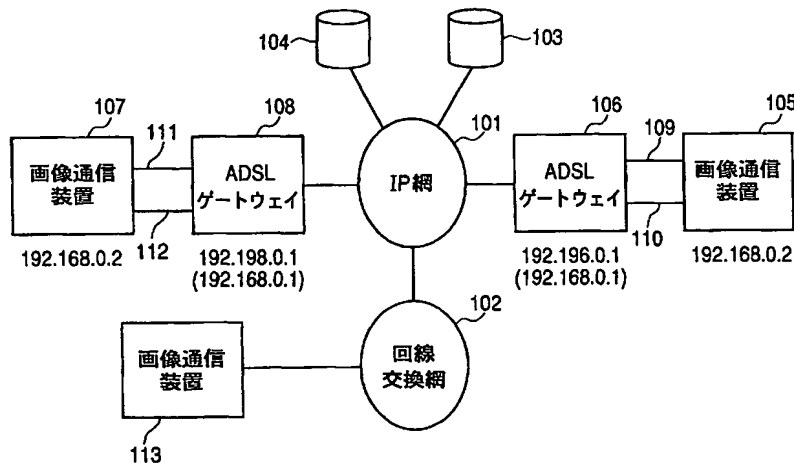 104
103
107
111
108
101
106
109
105
画像通信
装置
ADSL
ゲートウェイ
IP網
ADSL
ゲートウェイ
画像通信
装置
112
110
192.168.0.2
192.198.0.1
(192.168.0.1)
192.196.0.1
(192.168.0.1)
192.168.0.2
102
画像通信
装置
回線
交換網
113